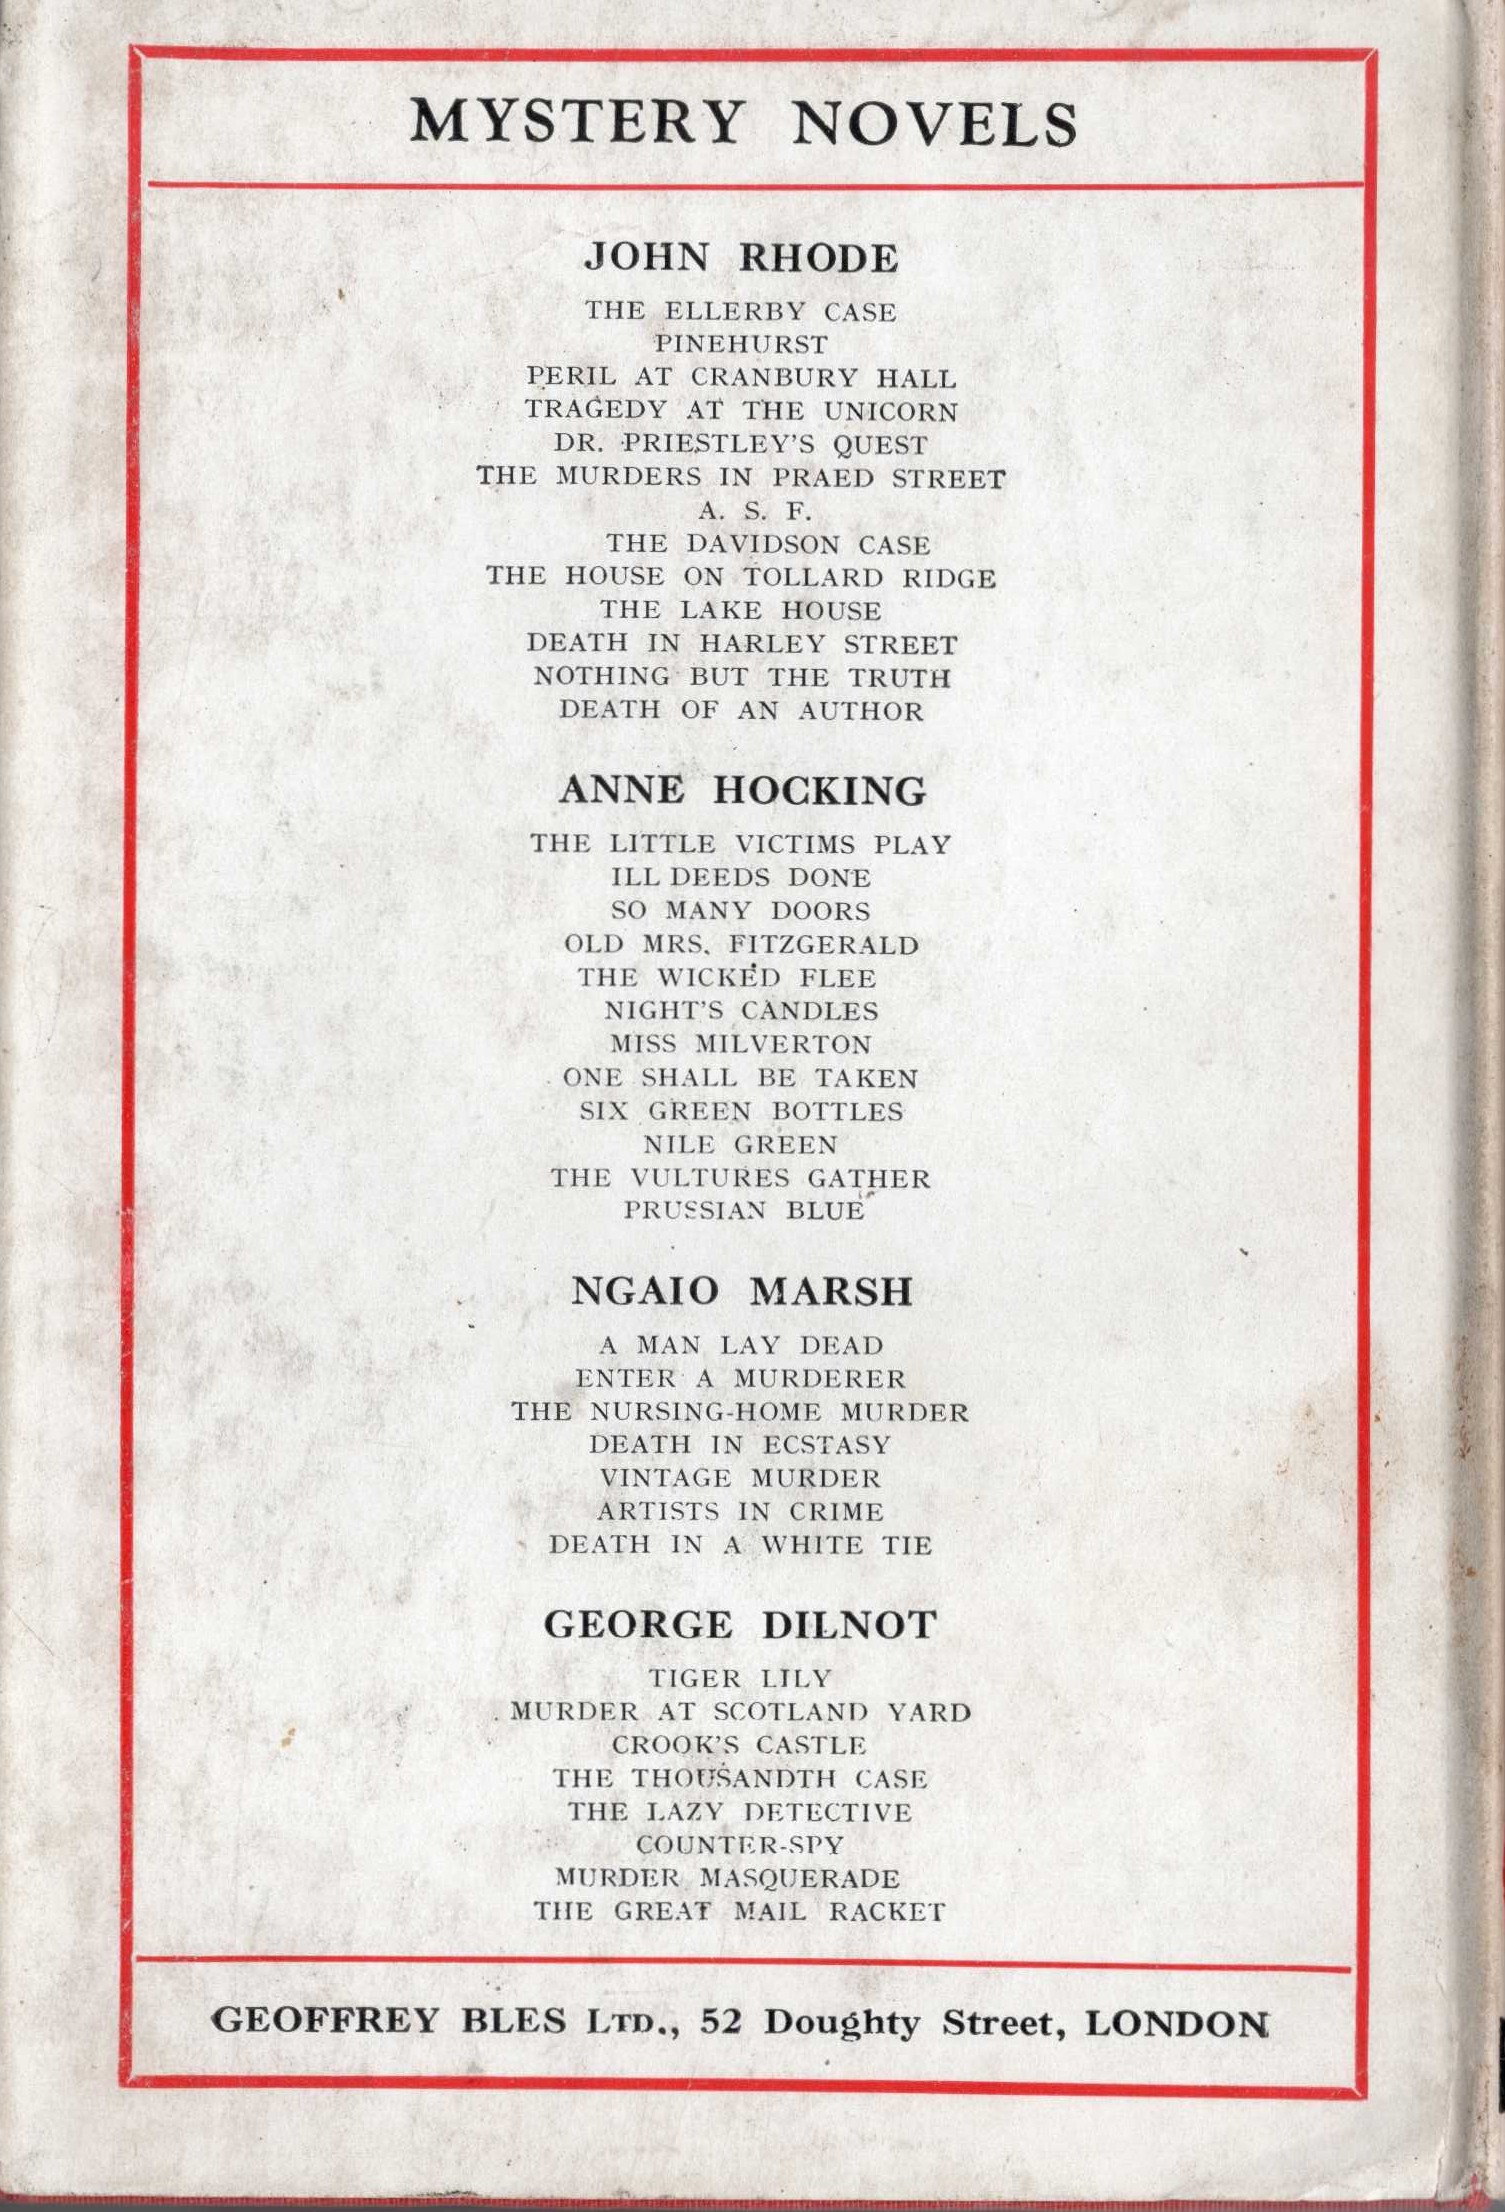 MYSTERY NOVELS
JOHN RHODE
THE ELLERBY CASE
PINEHURST
PERIL AT CRANBURY HALL
TRAGEDY AT THE UNICORN
DR. PRIESTLEY'S QUEST
THE MURDERS IN PRAED STREET
A. S. F.
THE DAVIDSON CASE
THE HOUSE ON TOLLARD RIDGE
THE LAKE HOUSE
DEATH IN HARLEY STREET
NOTHING BUT THE TRUTH
DEATH OF AN AUTHOR
ANNE HOCKING
THE LITTLE VICTIMS PLAY
ILL DEEDS DONE
SO MANY DOORS
OLD MRS. FITZGERALD
THE WICKED FLEE
NIGHT'S CANDLES
MISS MILVERTON
ONE SHALL BE TAKEN
SIX GREEN BOTTLES
NILE GREEN
THE VULTURES GATHER
PRUSSIAN BLUE
NGAIO MARSH
A MAN LAY DEAD
ENTER A MURDERER
THE NURSING-HOME MURDER
DEATH IN ECSTASY
VINTAGE MURDER
ARTISTS IN CRIME
DEATH IN A WHITE TIE
GEORGE DILNOT
TIGER LILY
MURDER AT SCOTLAND YARD
CROOK'S CASTLE
THE THOUSANDTH CASE
THE LAZY DETECTIVE
COUNTER-SPY
MURDER MASQUERADE
THE GREAT MAIL RACKET
GEOFFREY BLES LTD., 52 Doughty Street, LONDON